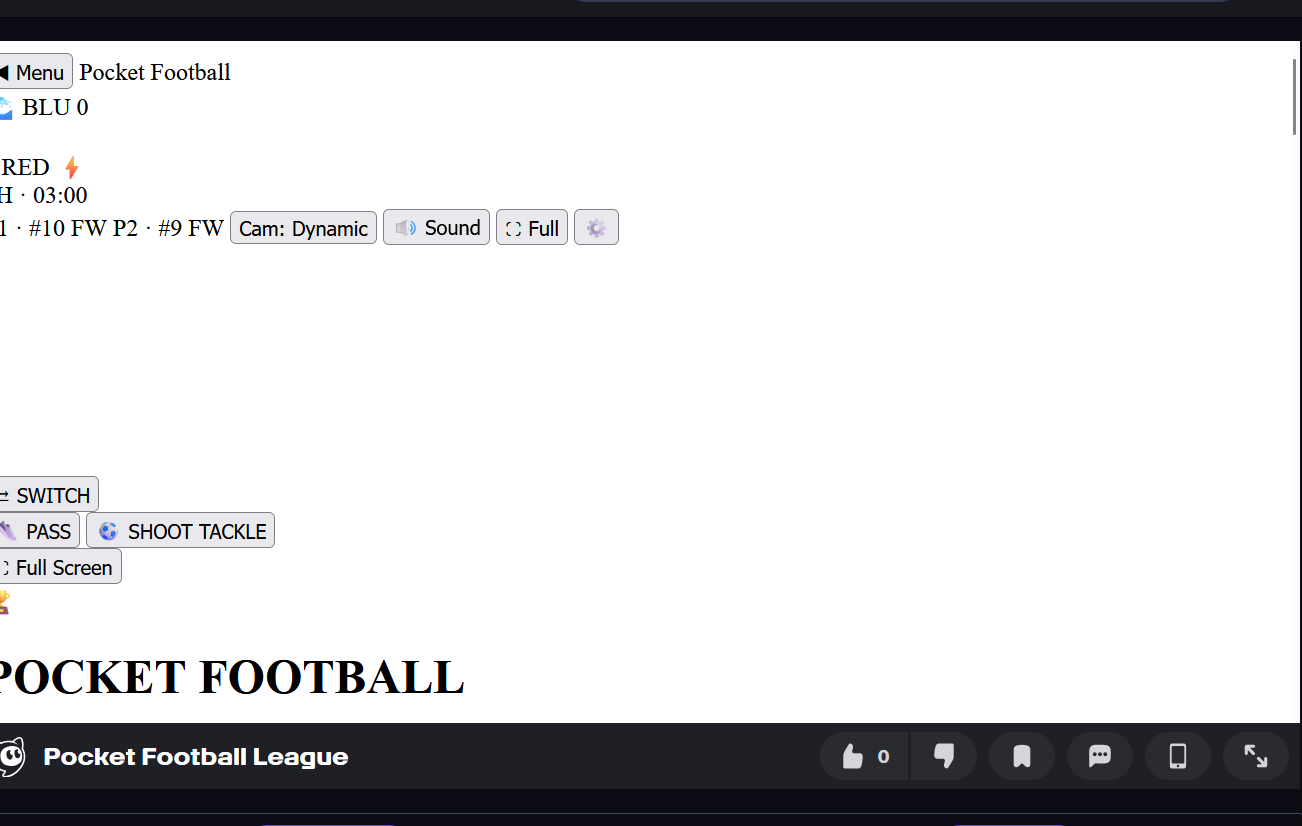 Menu Pocket Football
BLU 0
RED
H · 03:00
1 · #10 FW P2 · #9 FW Cam: Dynamic Sound Full
SWITCH
PASS SHOOT TACKLE
Full Screen
POCKET FOOTBALL
Pocket Football League 0